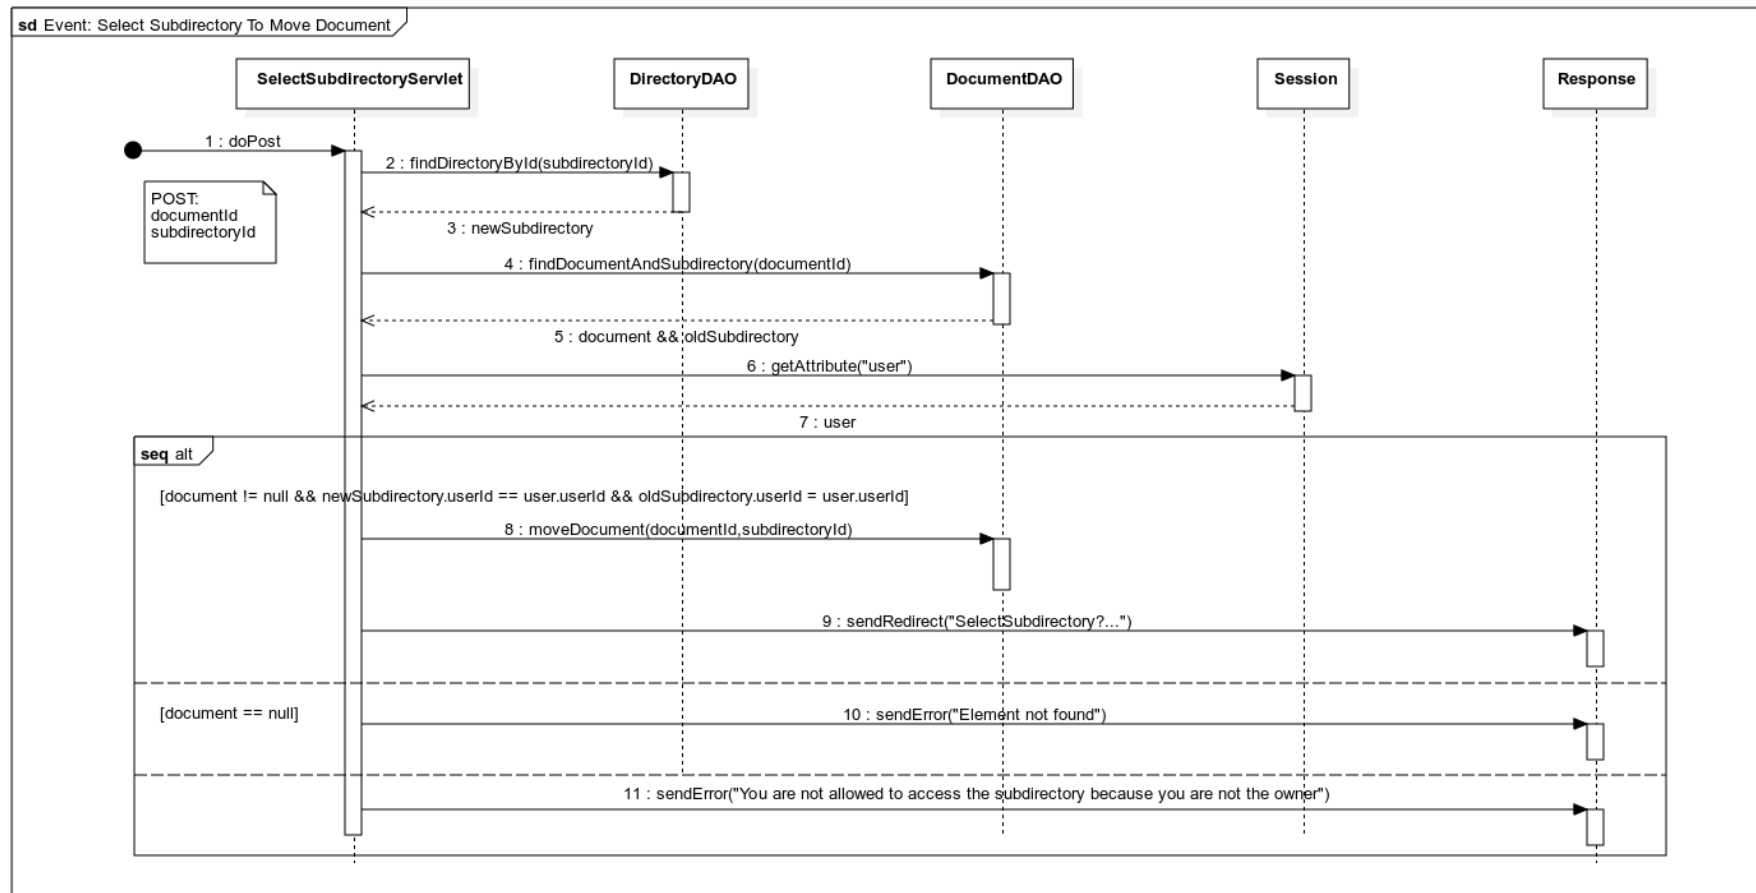 sd Event: Select Subdirectory To Move Document
SelectSubdirectoryServlet
DirectoryDAO
DocumentDAO
Session
Response
1 : doPost
2 : findDirectoryById(subdirectoryId)
POST:
documentId
subdirectoryId
3 : newSubdirectory
4 : findDocumentAndSubdirectory(documentId)
5 : document && oldSubdirectory
6 : getAttribute("user")
7 : user
seq alt
[document != null && newSubdirectory.userId == user.userId && oldSubdirectory.userId = user.userId]
8 : moveDocument(documentId,subdirectoryId)
9 : sendRedirect("SelectSubdirectory?...")
[document == null]
10 : sendError("Element not found")
11 : sendError("You are not allowed to access the subdirectory because you are not the owner")